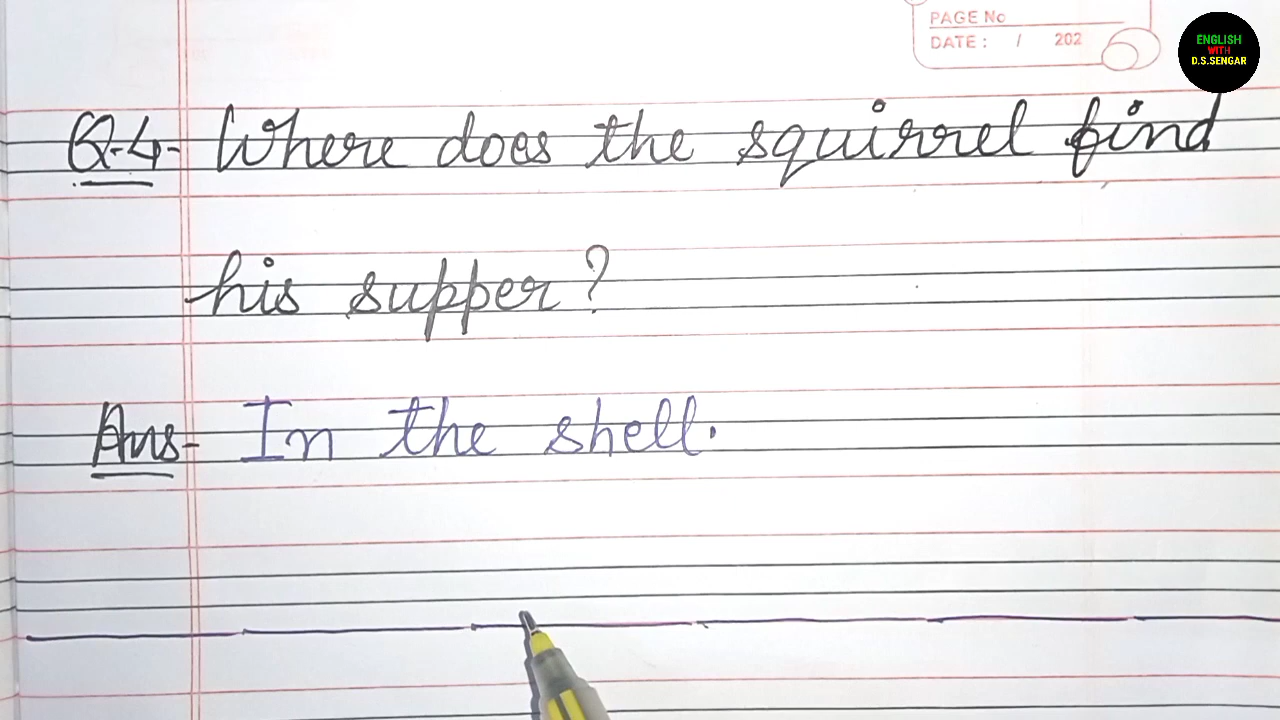 PAGE No
DATE : / 202
ENGLISH
WITH
D.S.SENGAR
Q.4- Where does the squirrel find
his supper?
Ans- In the shell.